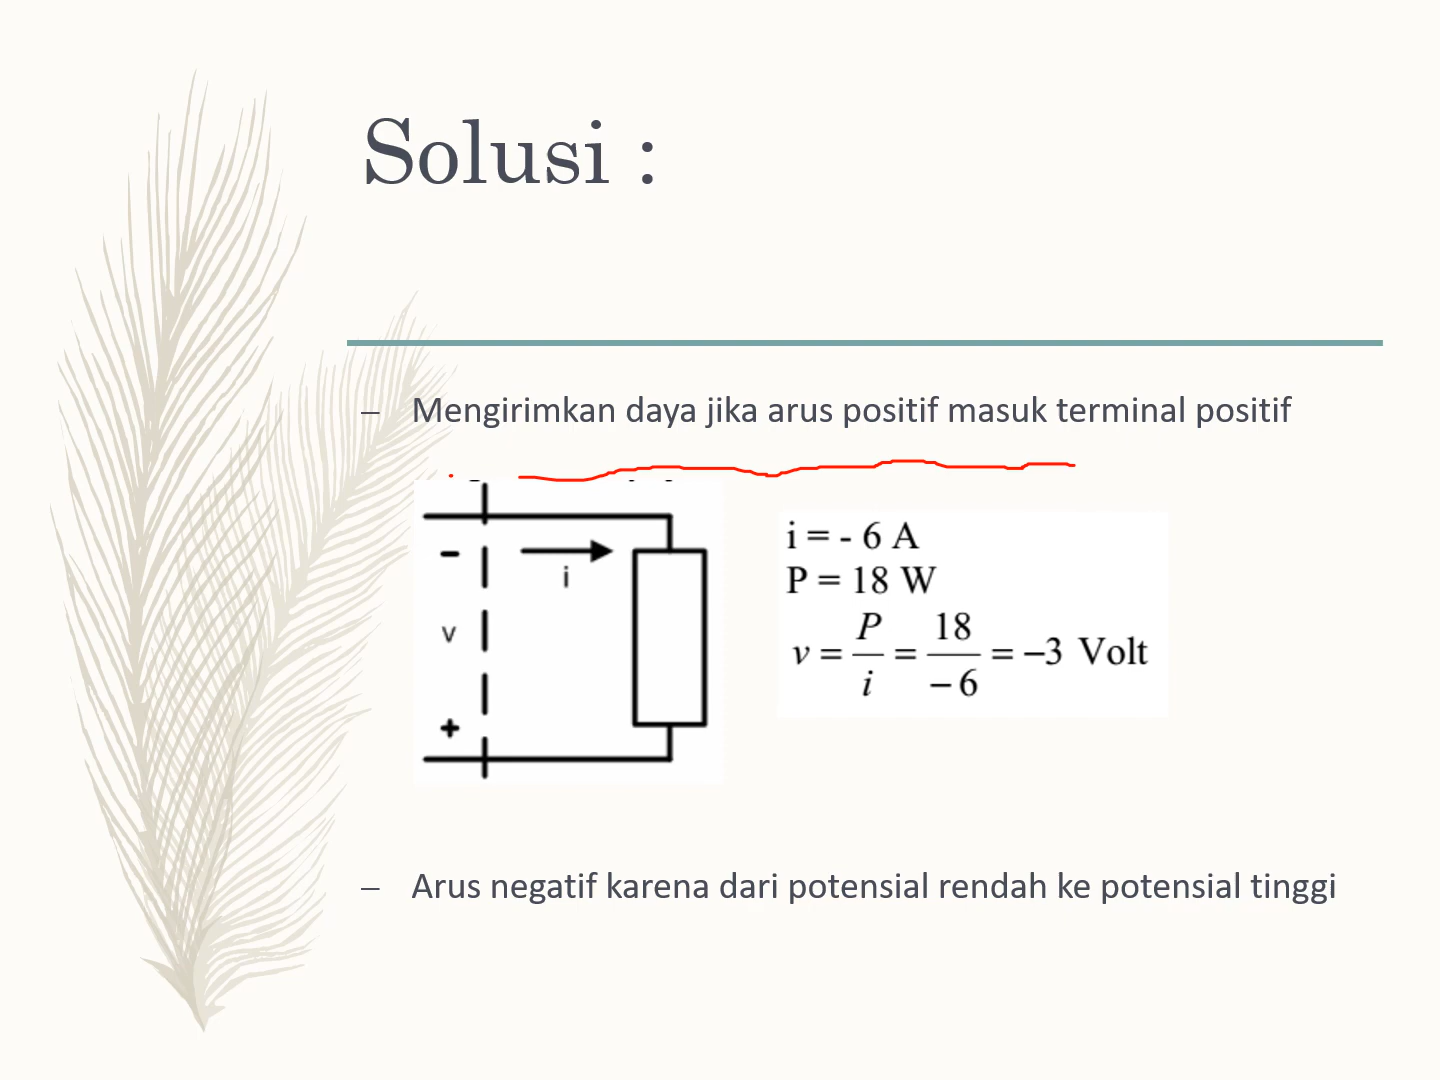 Solusi :
– Mengirimkan daya jika arus positif masuk terminal positif
-
i
v
+
i = - 6 A
P = 18 W
v = P/i = 18/-6 = -3 Volt
– Arus negatif karena dari potensial rendah ke potensial tinggi